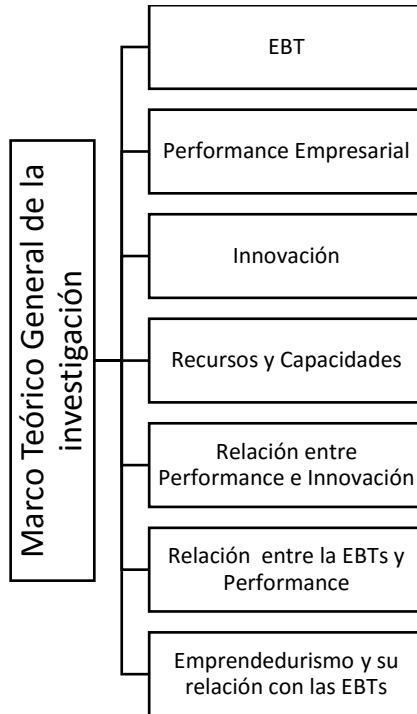 Marco Teórico General de la
investigación
EBT
Performance Empresarial
Innovación
Recursos y Capacidades
Relación entre
Performance e Innovación
Relación entre la EBTs y
Performance
Emprendedurismo y su
relación con las EBTs